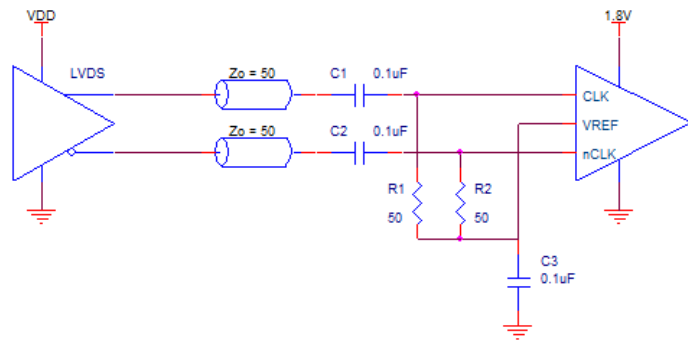 VDD
1.8V
LVDS
Zo = 50
C1
0.1uF
CLK
VREF
Zo = 50
C2
0.1uF
nCLK
R1
50
R2
50
C3
0.1uF